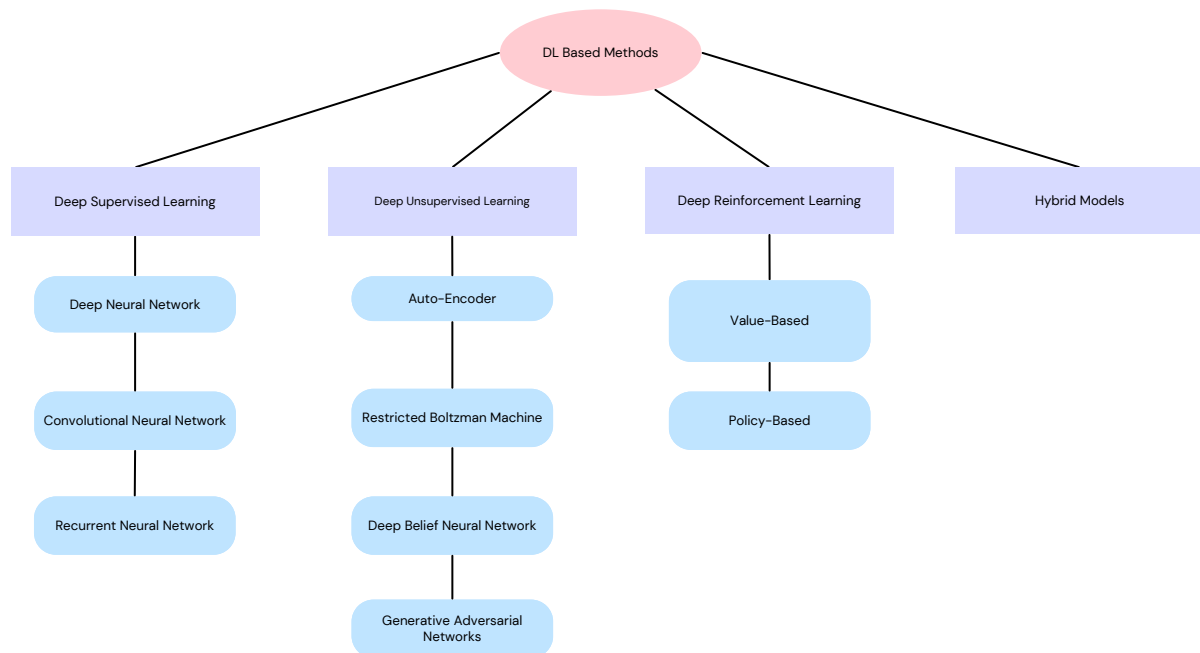 DL Based Methods
Deep Supervised Learning
Deep Unsupervised Learning
Deep Reinforcement Learning
Hybrid Models
Deep Neural Network
Convolutional Neural Network
Recurrent Neural Network
Auto-Encoder
Restricted Boltzman Machine
Deep Belief Neural Network
Generative Adversarial
Networks
Value-Based
Policy-Based